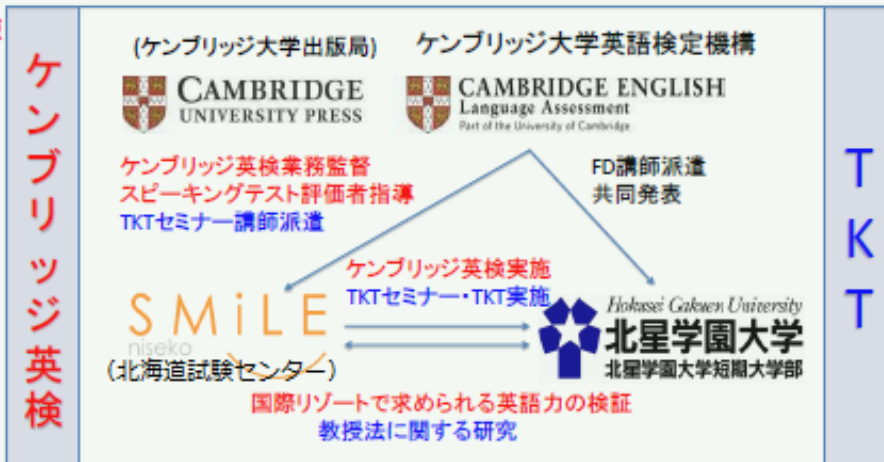 ケンブリッジ英検
(ケンブリッジ大学出版局)
ケンブリッジ大学英語検定機構
CAMBRIDGE
UNIVERSITY PRESS
CAMBRIDGE ENGLISH
Language Assessment
Part of the University of Cambridge
ケンブリッジ英検業務監督
スピーキングテスト評価者指導
TKTセミナー講師派遣
FD講師派遣
共同発表
ケンブリッジ英検実施
TKTセミナー・TKT実施
SMiLE
niseko
(北海道試験センター)
Hokusei Gakuen University
北星学園大学
北星学園大学短期大学部
国際リゾートで求められる英語力の検証
教授法に関する研究
TKT